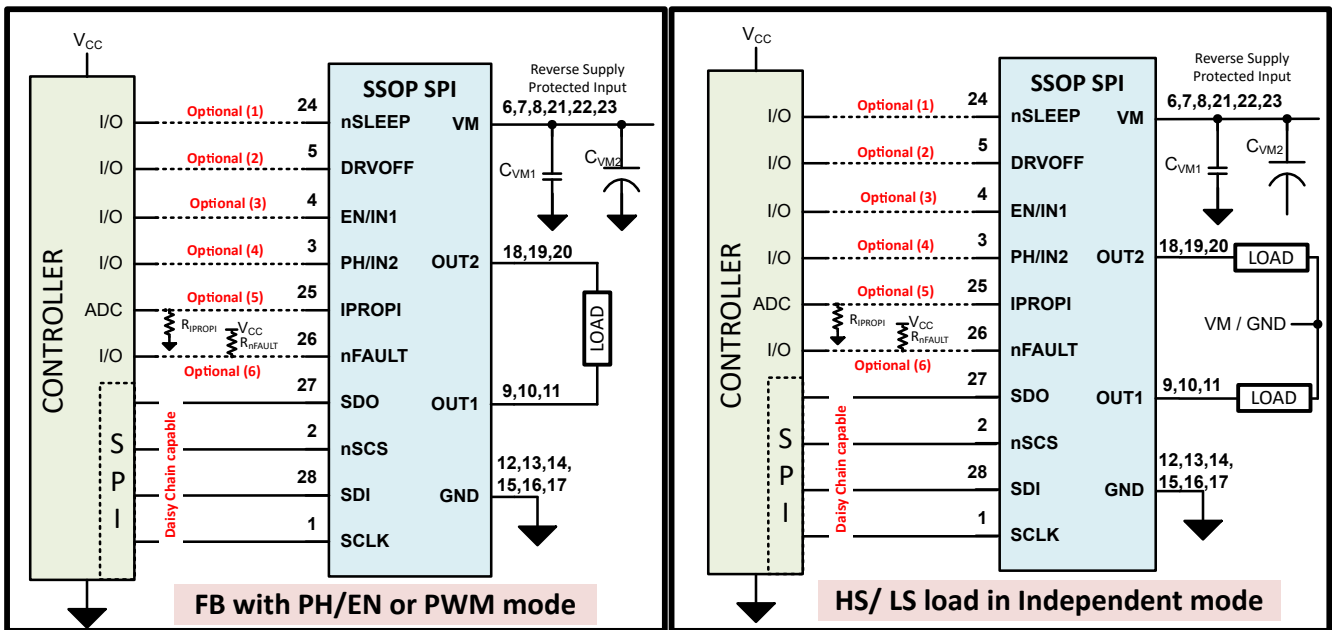 VCC
CONTROLLER
I/O
I/O
I/O
I/O
ADC
I/O
S
P
I
Optional (1)
Optional (2)
Optional (3)
Optional (4)
Optional (5)
RIPROPI
VCC
RnFAULT
Optional (6)
Daisy Chain capable
24
5
4
3
25
26
27
2
28
1
SSOP SPI
nSLEEP
DRVOFF
EN/IN1
PH/IN2
IPROPI
nFAULT
SDO
nSCS
SDI
SCLK
VM
OUT2
OUT1
GND
Reverse Supply
Protected Input
6,7,8,21,22,23
CVM1
CVM2
18,19,20
LOAD
9,10,11
12,13,14,
15,16,17
FB with PH/EN or PWM mode
VCC
CONTROLLER
I/O
I/O
I/O
I/O
ADC
I/O
S
P
I
Optional (1)
Optional (2)
Optional (3)
Optional (4)
Optional (5)
RIPROPI
VCC
RnFAULT
Optional (6)
Daisy Chain capable
24
5
4
3
25
26
27
2
28
1
SSOP SPI
nSLEEP
DRVOFF
EN/IN1
PH/IN2
IPROPI
nFAULT
SDO
nSCS
SDI
SCLK
VM
OUT2
OUT1
GND
Reverse Supply
Protected Input
6,7,8,21,22,23
CVM1
CVM2
18,19,20
LOAD
VM / GND
9,10,11
LOAD
12,13,14,
15,16,17
HS/ LS load in Independent mode